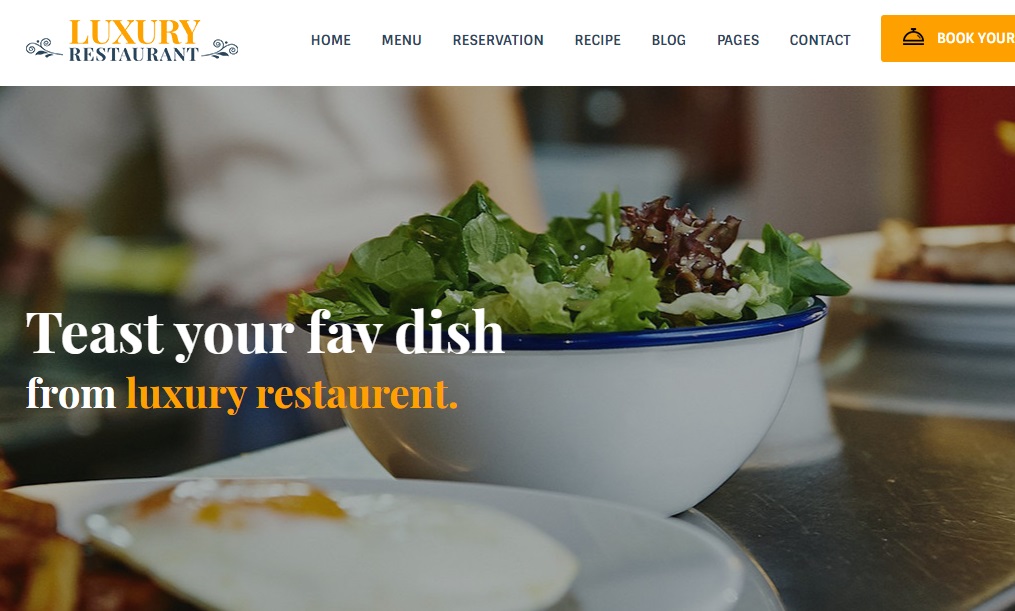 LUXURY
RESTAURANT
HOME MENU RESERVATION RECIPE BLOG PAGES CONTACT BOOK YOUR
Teast your fav dish
from luxury restaurent.